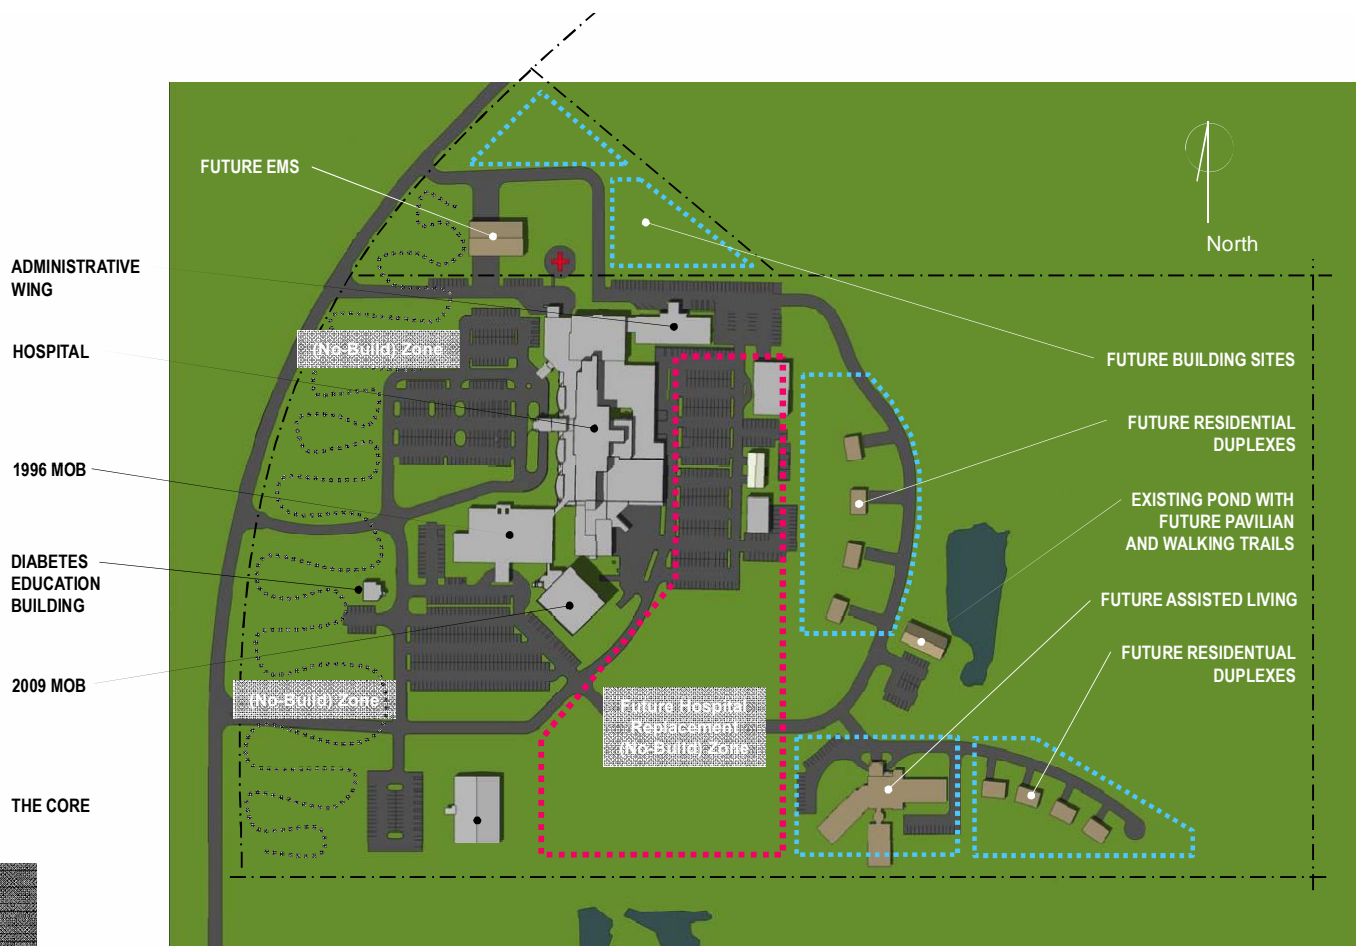 FUTURE EMS
North
ADMINISTRATIVE
WING
HOSPITAL
(No-Build) Zone
FUTURE BUILDING SITES
FUTURE RESIDENTIAL
DUPLEXES
1996 MOB
EXISTING POND WITH
FUTURE PAVILIAN
AND WALKING TRAILS
DIABETES
EDUCATION
BUILDING
FUTURE ASSISTED LIVING
FUTURE RESIDENTUAL
DUPLEXES
2009 MOB
(No-Build) Zone
Future Hospital
Replacement
(No-Build) Zone
THE CORE